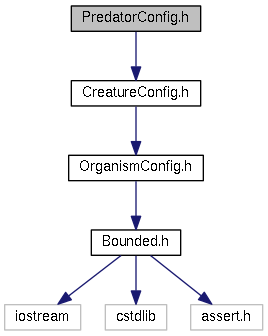 PredatorConfig.h
CreatureConfig.h
OrganismConfig.h
Bounded.h
iostream
cstdlib
assert.h